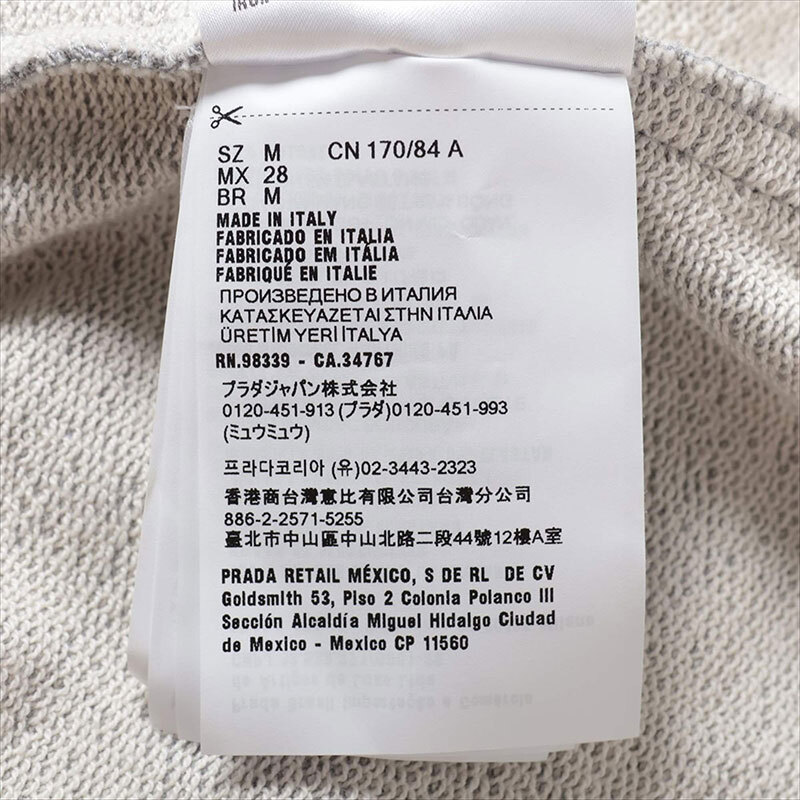 SZ M CN 170/84 A
MX 28
BR M
MADE IN ITALY
FABRICADO EN ITALIA
FABRICADO EM ITÁLIA
FABRIQUÉ EN ITALIE
ПРОИЗВЕДЕНО В ИТАЛИЯ
ΚΑΤΑΣΚΕΥΑΖΕΤΑΙ ΣΤΗΝ ΙΤΑΛΙΑ
ÜRETİM YERİ İTALYA
RN.98339 - CA.34767
プラダジャパン株式会社
0120-451-913 (プラダ)0120-451-993
(ミュウミュウ)
프라다코리아 (유)02-3443-2323
香港商台灣意比有限公司台灣分公司
886-2-2571-5255
臺北市中山區中山北路二段44號12樓A室
PRADA RETAIL MÉXICO, S DE RL DE CV
Goldsmith 53, Piso 2 Colonia Polanco III
Sección Alcaldía Miguel Hidalgo Ciudad
de Mexico - Mexico CP 11560